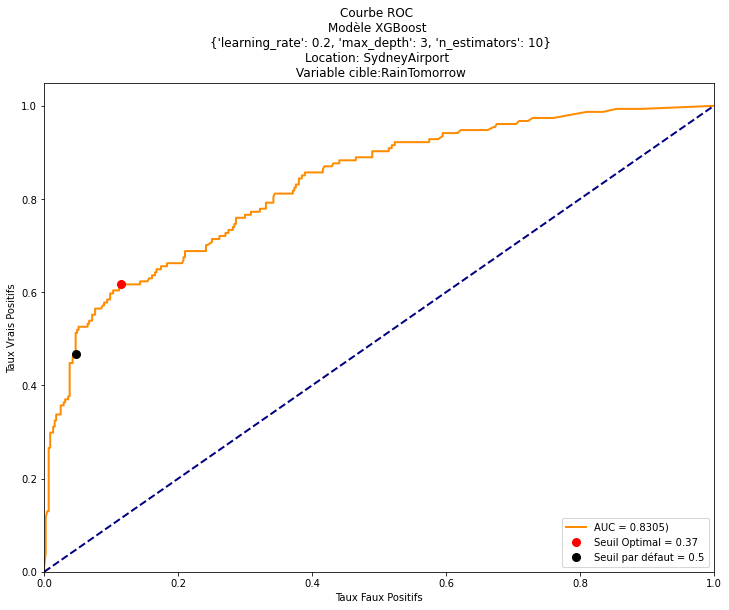 Courbe ROC
Modèle XGBoost
{'learning_rate': 0.2, 'max_depth': 3, 'n_estimators': 10}
Location: SydneyAirport
Variable cible:RainTomorrow
Taux Vrais Positifs
1.0
0.8
0.6
0.4
0.2
0.0
0.0
0.2
0.4
0.6
0.8
1.0
Taux Faux Positifs
AUC = 0.8305)
Seuil Optimal = 0.37
Seuil par défaut = 0.5